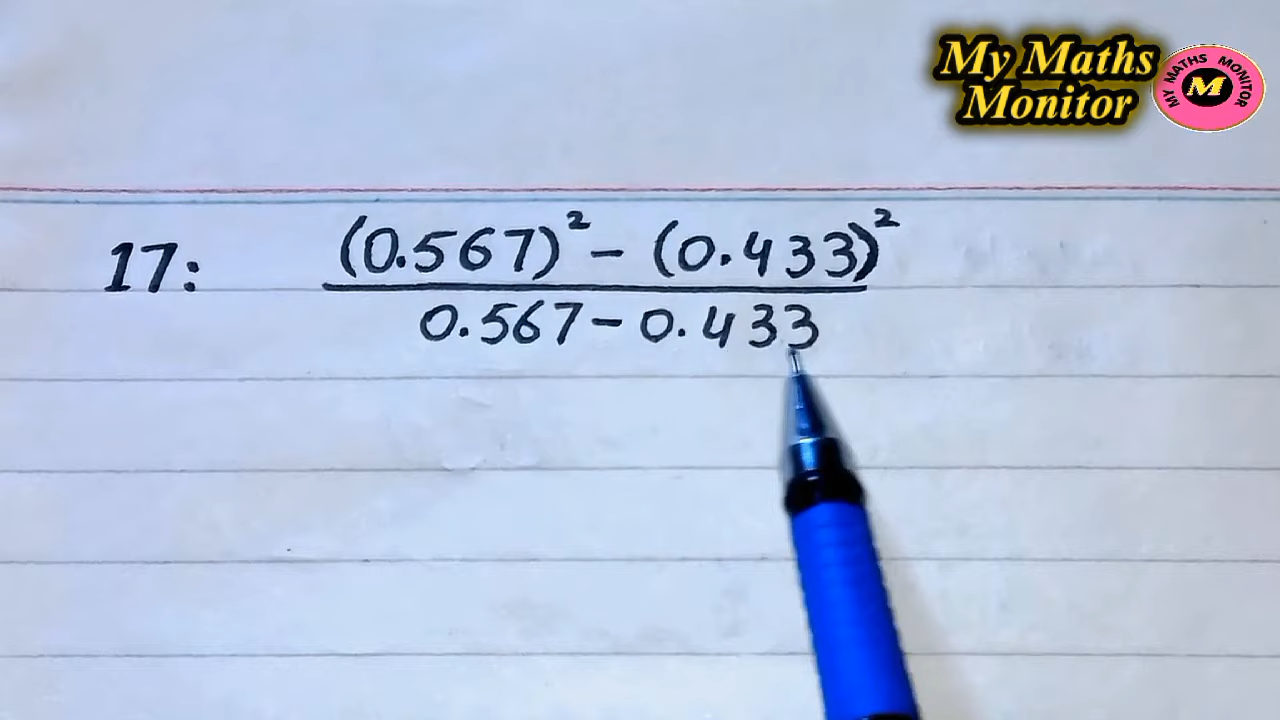 My Maths
Monitor
MY MATHS MONITOR
M
17: (0.567)² - (0.433)²
0.567 - 0.433